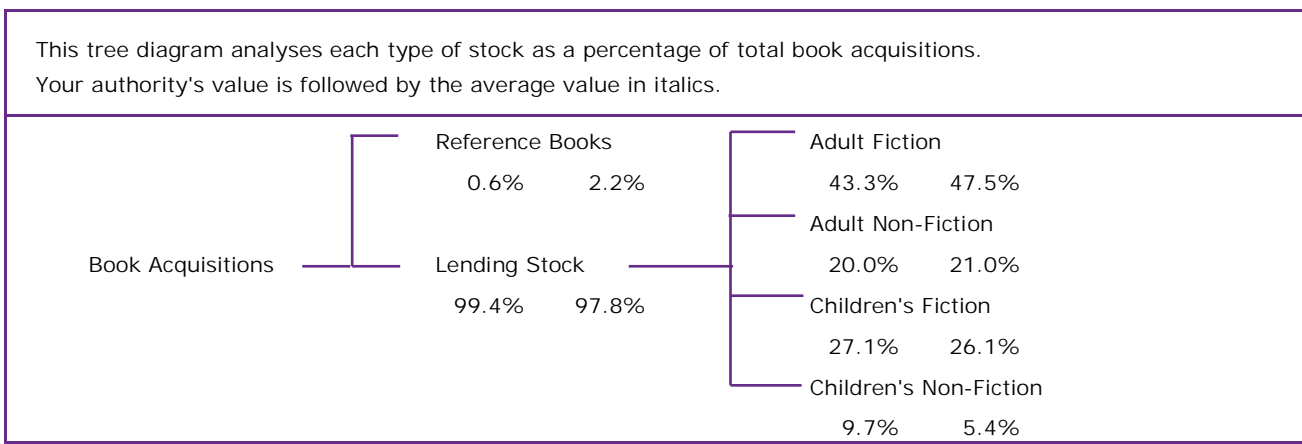 This tree diagram analyses each type of stock as a percentage of total book acquisitions.
Your authority's value is followed by the average value in italics.
Reference Books
0.6% 2.2%
Book Acquisitions
Lending Stock
99.4% 97.8%
Adult Fiction
43.3% 47.5%
Adult Non-Fiction
20.0% 21.0%
Children's Fiction
27.1% 26.1%
Children's Non-Fiction
9.7% 5.4%